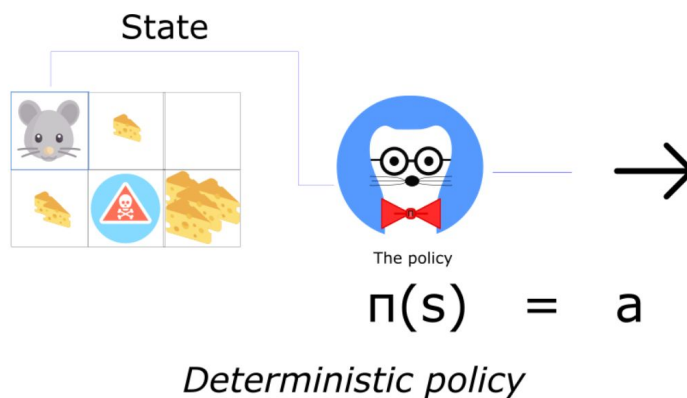 State
The policy
π(s) = a
Deterministic policy